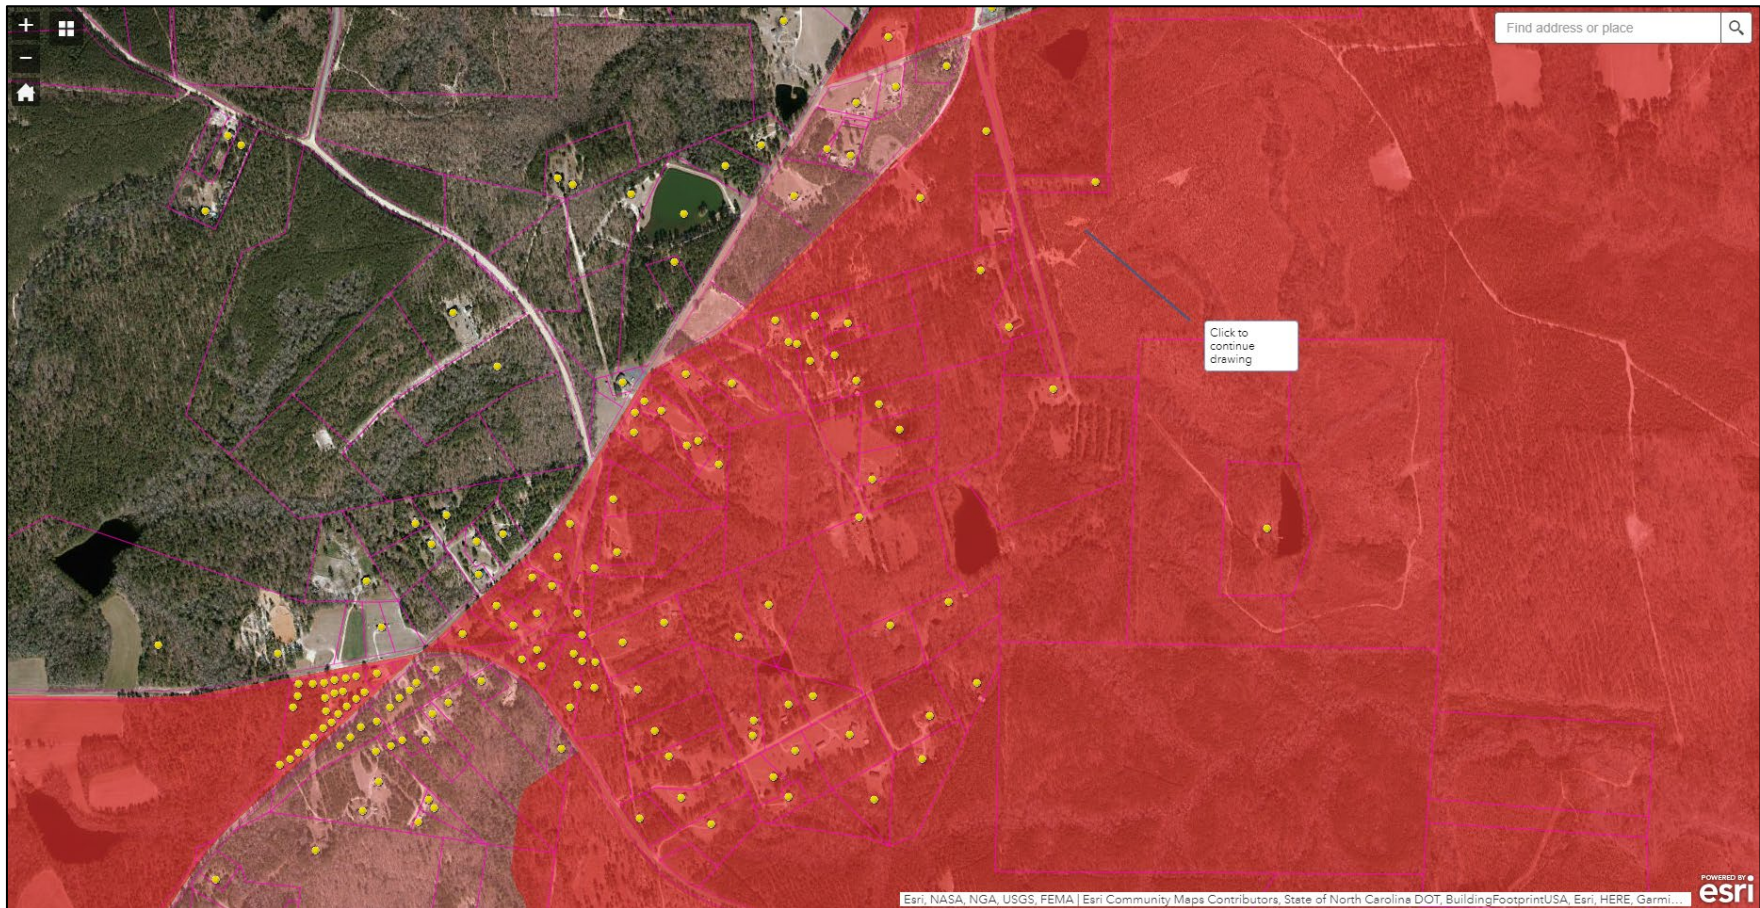 +
Find address or place
−
Click to
continue
drawing
POWERED BY
esri
Esri, NASA, NGA, USGS, FEMA | Esri Community Maps Contributors, State of North Carolina DOT, BuildingFootprintUSA, Esri, HERE, Garmi...